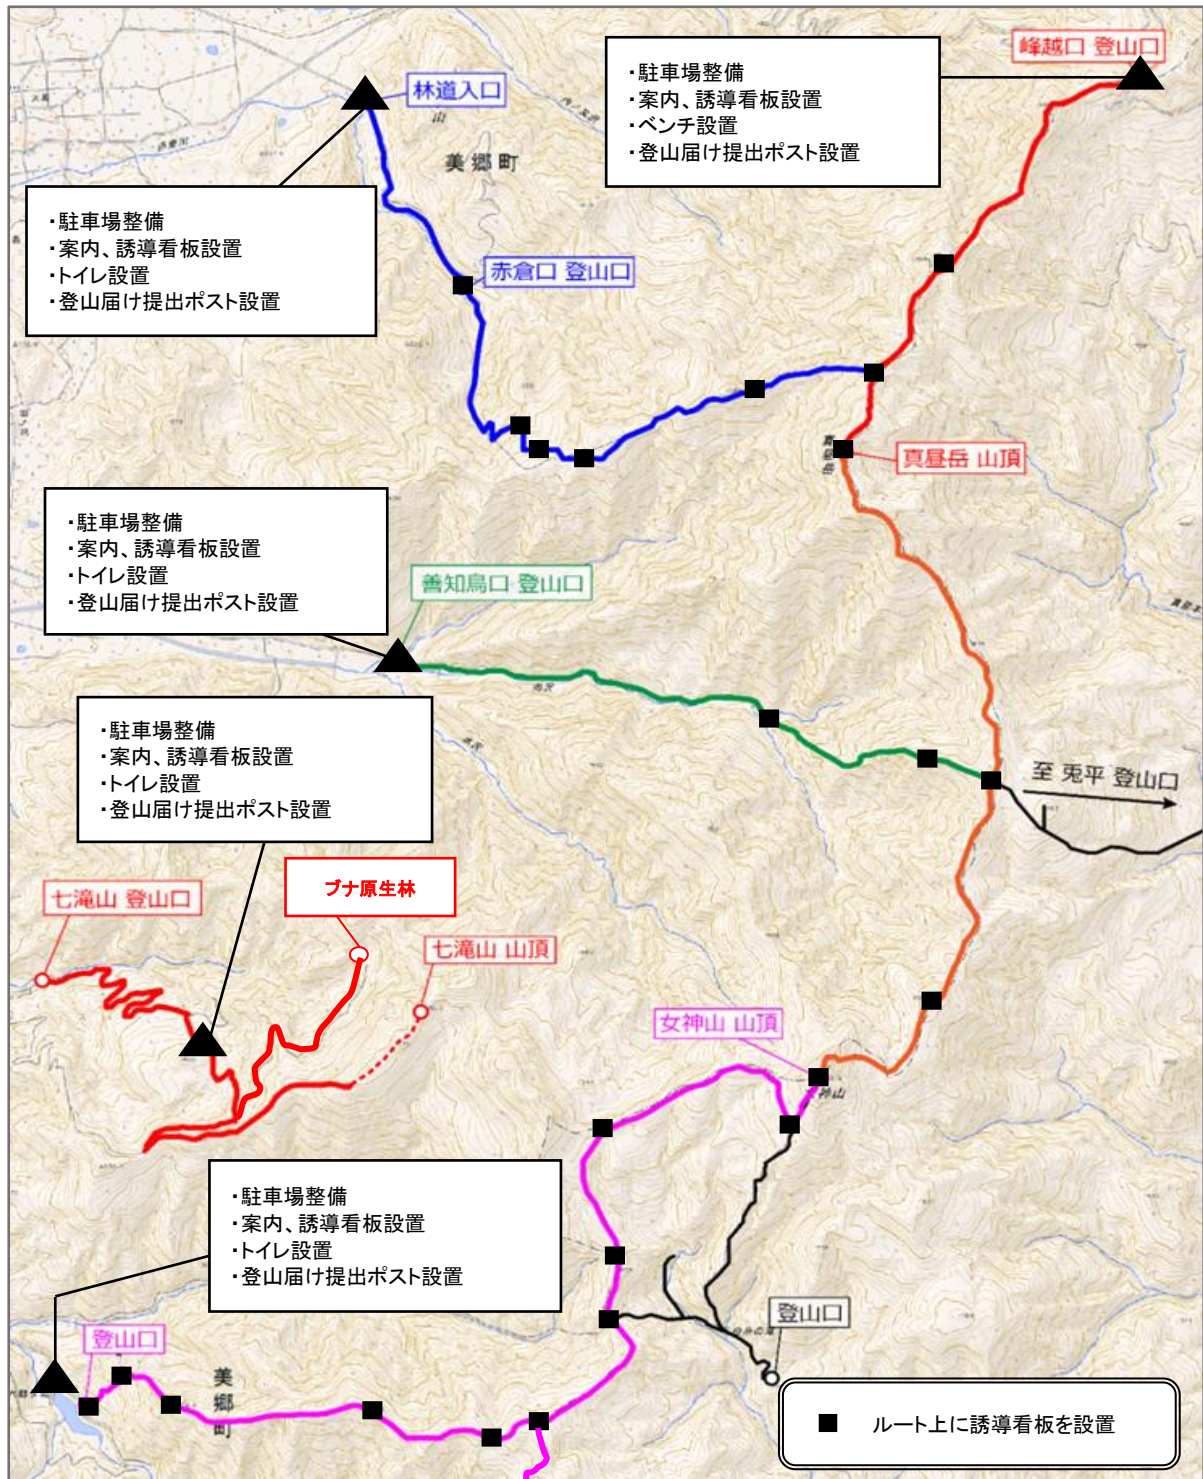 峰越口 登山口
・駐車場整備
・案内、誘導看板設置
・ベンチ設置
・登山届け提出ポスト設置
林道入口
美郷町
・駐車場整備
・案内、誘導看板設置
・トイレ設置
・登山届け提出ポスト設置
赤倉口 登山口
真昼岳
真昼岳 山頂
・駐車場整備
・案内、誘導看板設置
・トイレ設置
・登山届け提出ポスト設置
善知鳥口 登山口
・駐車場整備
・案内、誘導看板設置
・トイレ設置
・登山届け提出ポスト設置
至 兎平 登山口
ブナ原生林
七滝山 登山口
七滝山 山頂
女神山 山頂
・駐車場整備
・案内、誘導看板設置
・トイレ設置
・登山届け提出ポスト設置
登山口
登山口
美郷町
■ ルート上に誘導看板を設置